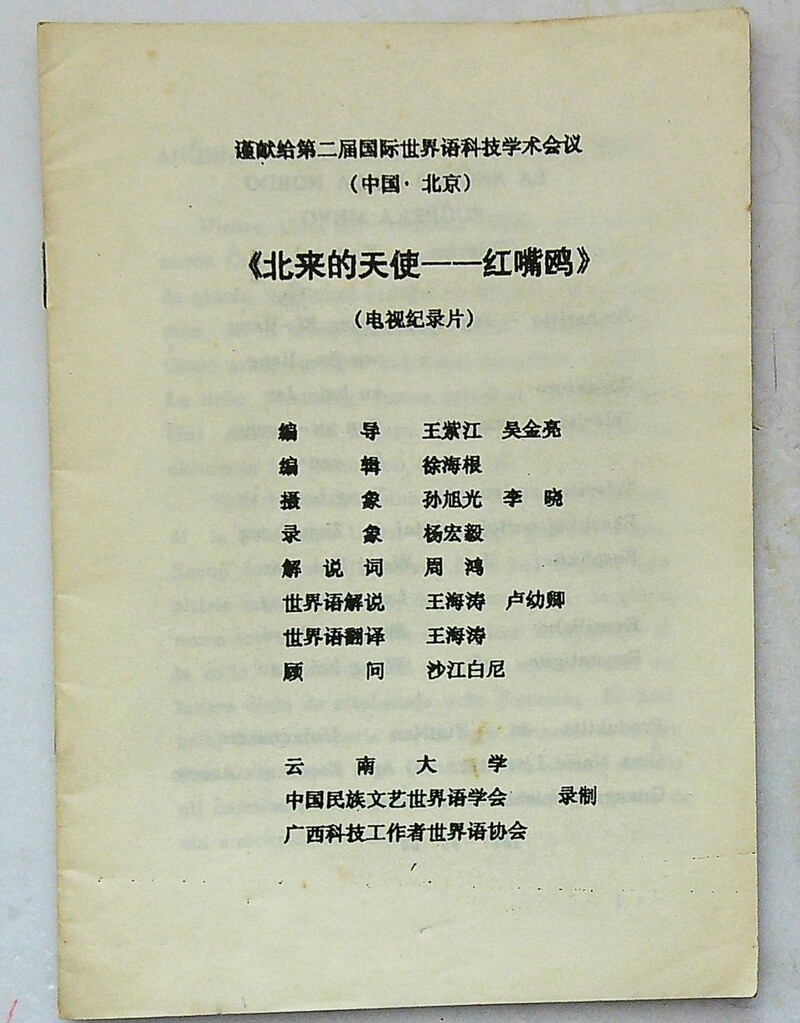 谨献给第二届国际世界语科技学术会议
（中国·北京）
《北来的天使——红嘴鸥》
（电视纪录片）
编 导 王紫江 吴金亮
编 辑 徐海根
摄 象 孙旭光 李 晓
录 象 杨宏毅
解 说 词 周 鸿
世界语解说 王海涛 卢幼卿
世界语翻译 王海涛
顾 问 沙江白尼
云 南 大 学
中国民族文艺世界语学会 录制
广西科技工作者世界语协会